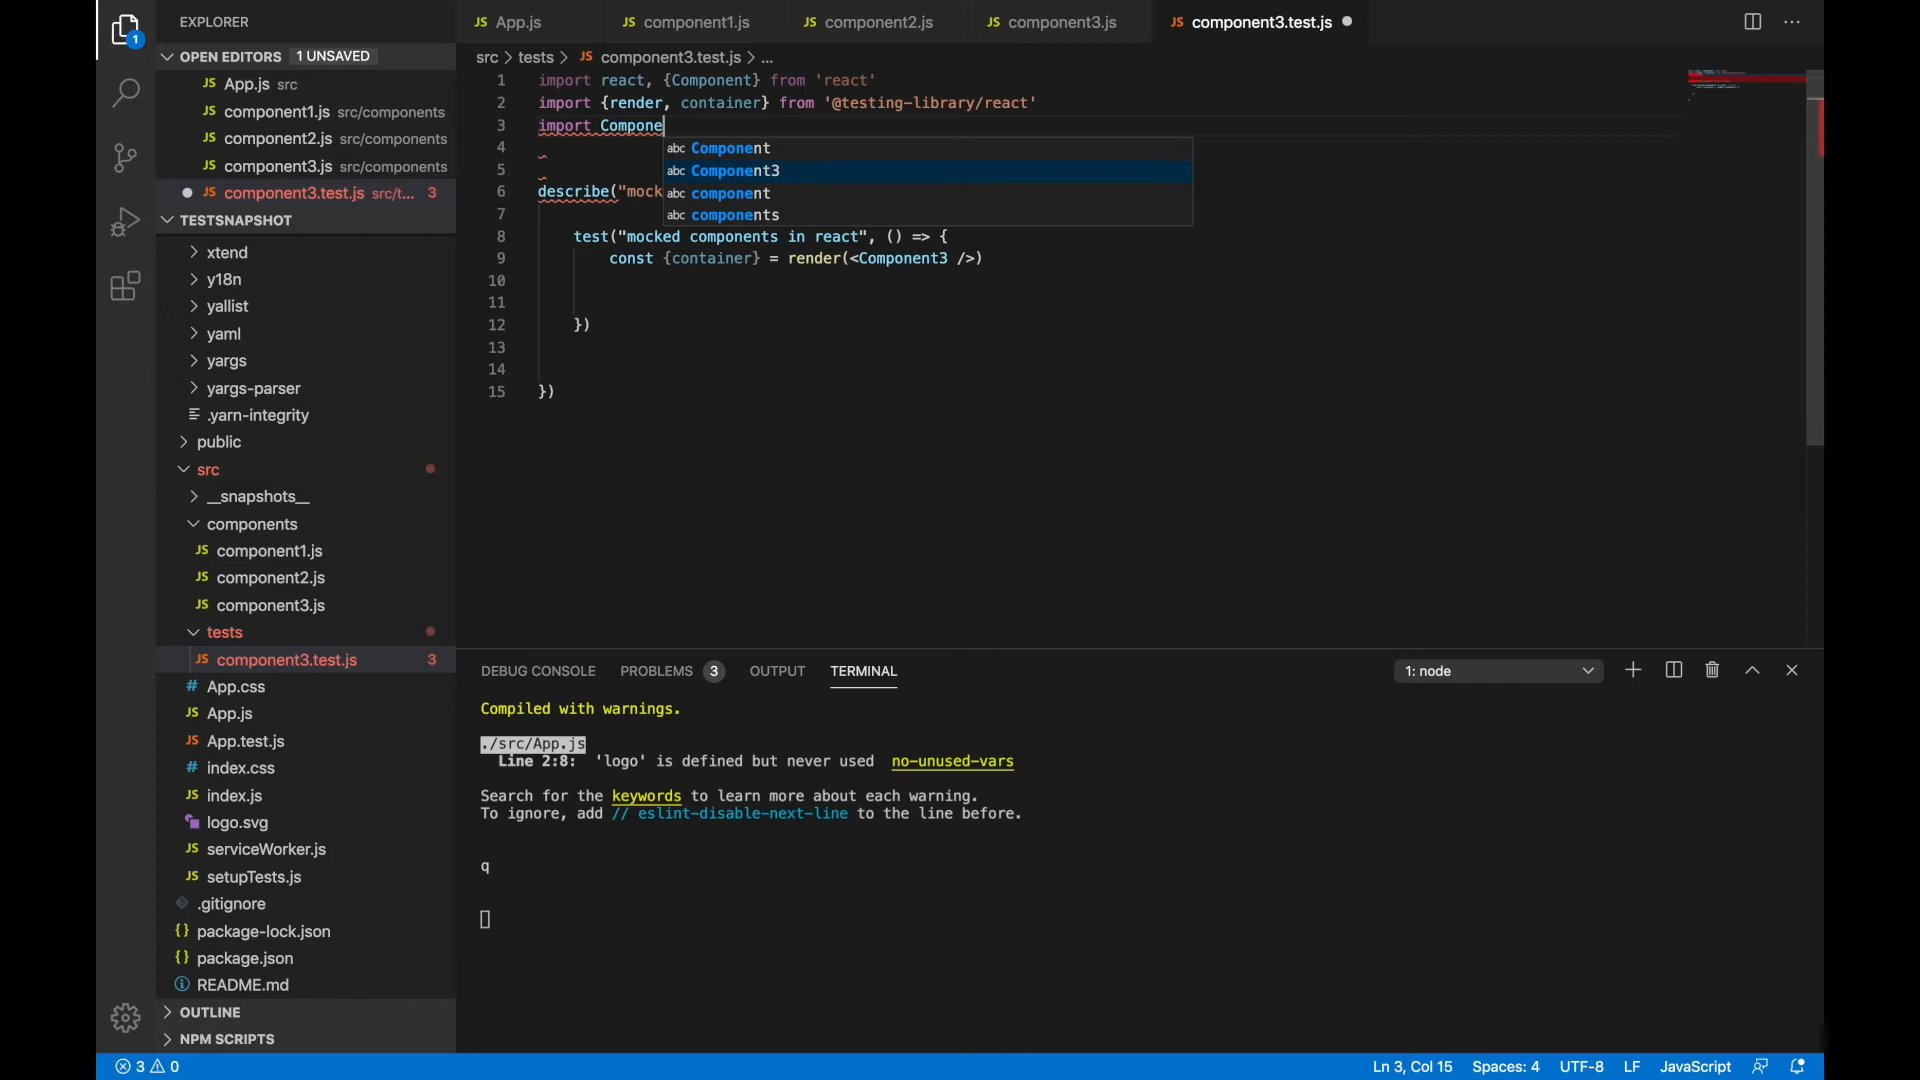 EXPLORER
OPEN EDITORS 1 UNSAVED
JS App.js src
JS component1.js src/components
JS component2.js src/components
JS component3.js src/components
JS component3.test.js src/t... 3
TESTSNAPSHOT
xtend
y18n
yallist
yaml
yargs
yargs-parser
.yarn-integrity
public
src
__snapshots__
components
JS component1.js
JS component2.js
JS component3.js
tests
JS component3.test.js 3
# App.css
JS App.js
JS App.test.js
# index.css
JS index.js
logo.svg
JS serviceWorker.js
JS setupTests.js
.gitignore
{} package-lock.json
{} package.json
README.md
OUTLINE
NPM SCRIPTS
1
JS App.js JS component1.js JS component2.js JS component3.js JS component3.test.js
src > tests > JS component3.test.js > ...
1 import react, {Component} from 'react'
2 import {render, container} from '@testing-library/react'
3 import Compone
4
5
6 describe("mock
7
8 test("mocked components in react", () => {
9 const {container} = render(<Component3 />)
10
11
12 })
13
14
15 })
abc Component
abc Component3
abc component
abc components
DEBUG CONSOLE PROBLEMS 3 OUTPUT TERMINAL 1: node
Compiled with warnings.
./src/App.js
Line 2:8: 'logo' is defined but never used no-unused-vars
Search for the keywords to learn more about each warning.
To ignore, add // eslint-disable-next-line to the line before.
q
3 0 Ln 3, Col 15 Spaces: 4 UTF-8 LF JavaScript